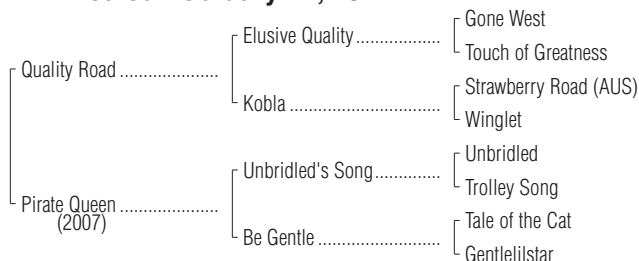 Gone West
Elusive Quality ..................
Touch of Greatness
Quality Road .....................
Strawberry Road (AUS)
Kobla ................................
Winglet
Unbridled
Unbridled's Song.................
Trolley Song
Pirate Queen .....................
(2007)
Tale of the Cat
Be Gentle ..........................
Gentlelilstar